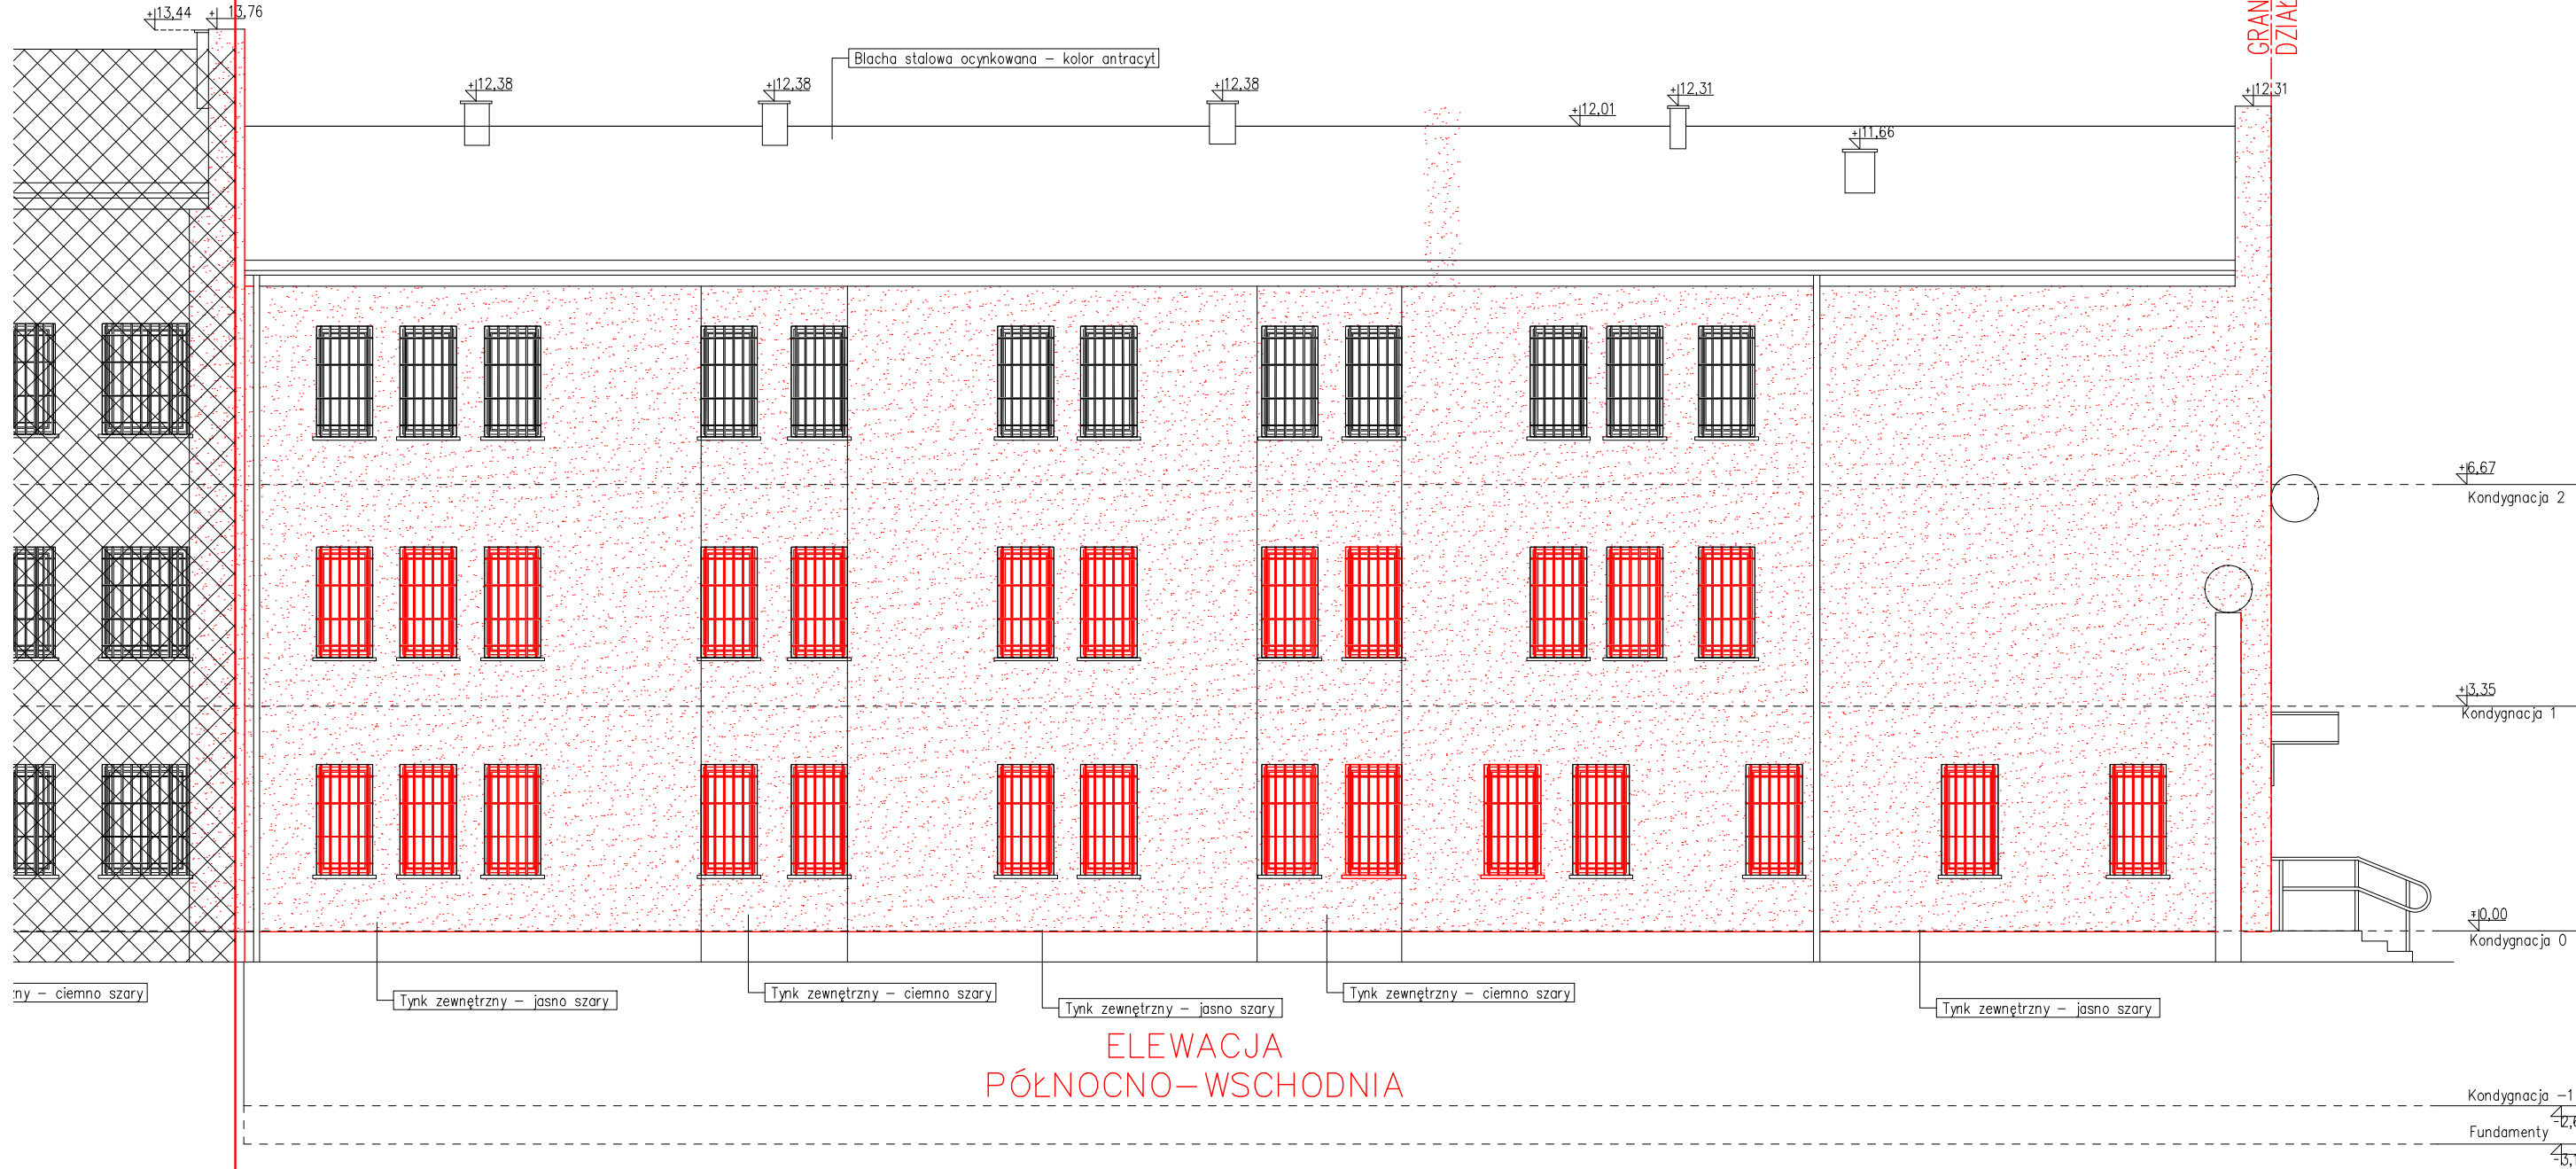 +13,44
+13,76
GRAN
DZIAŁ
Blacha stalowa ocynkowana – kolor antracyt
+12,38
+12,38
+12,38
+12,31
+12,31
+12,01
+11,66
+6,67
Kondygnacja 2
+3,35
Kondygnacja 1
∓0,00
Kondygnacja 0
ny – ciemno szary
Tynk zewnętrzny – jasno szary
Tynk zewnętrzny – ciemno szary
Tynk zewnętrzny – jasno szary
Tynk zewnętrzny – ciemno szary
Tynk zewnętrzny – jasno szary
ELEWACJA
PÓŁNOCNO–WSCHODNIA
Kondygnacja –1
Fundamenty